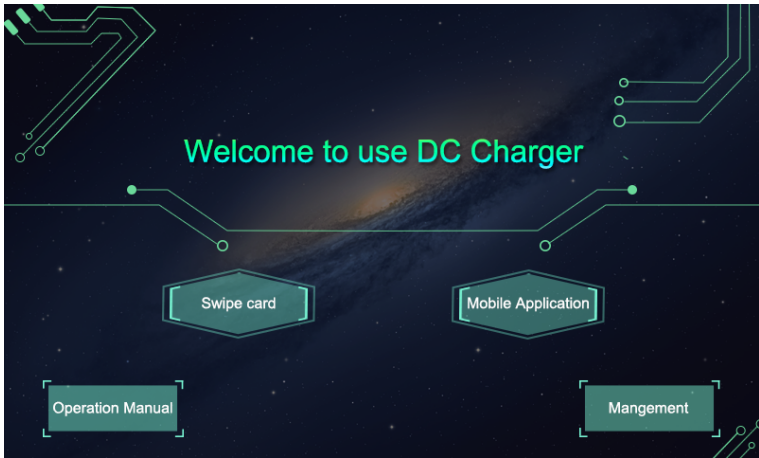 Welcome to use DC Charger
Swipe card
Mobile Application
Operation Manual
Mangement